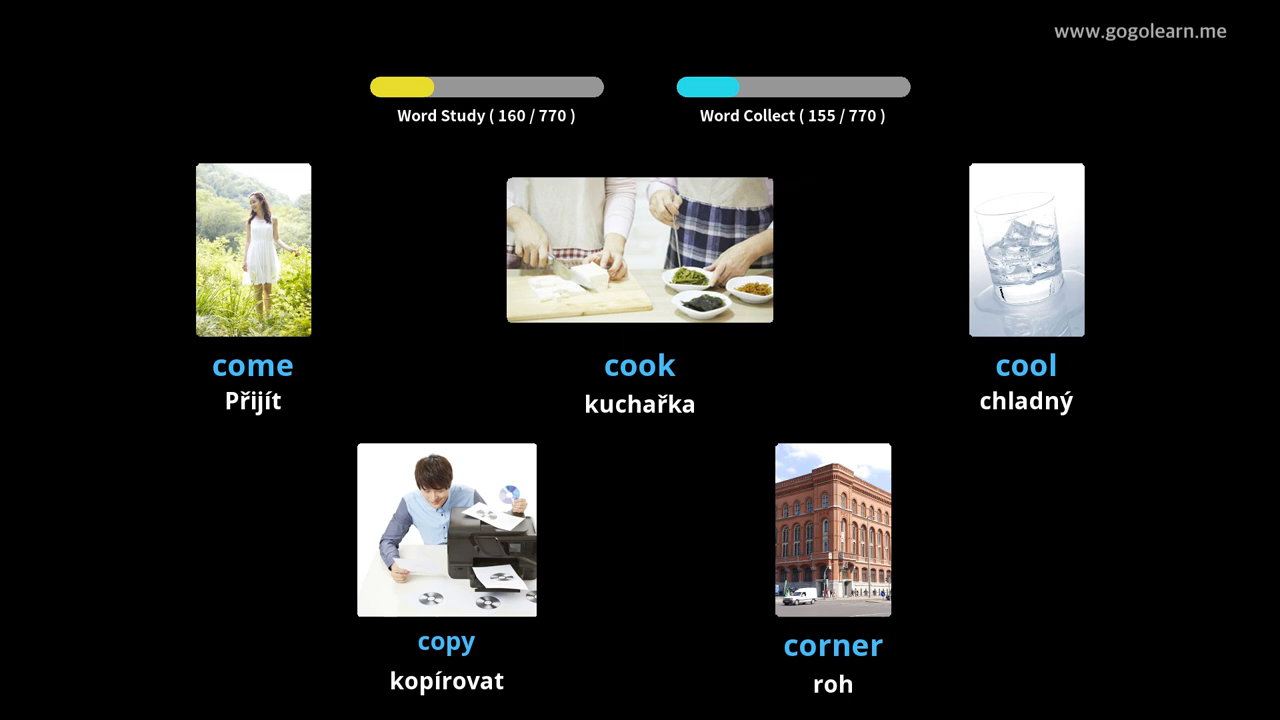 www.gogolearn.me
Word Study ( 160 / 770 )
Word Collect ( 155 / 770 )
come
Přijít
cook
kuchařka
cool
chladný
copy
kopírovat
corner
roh